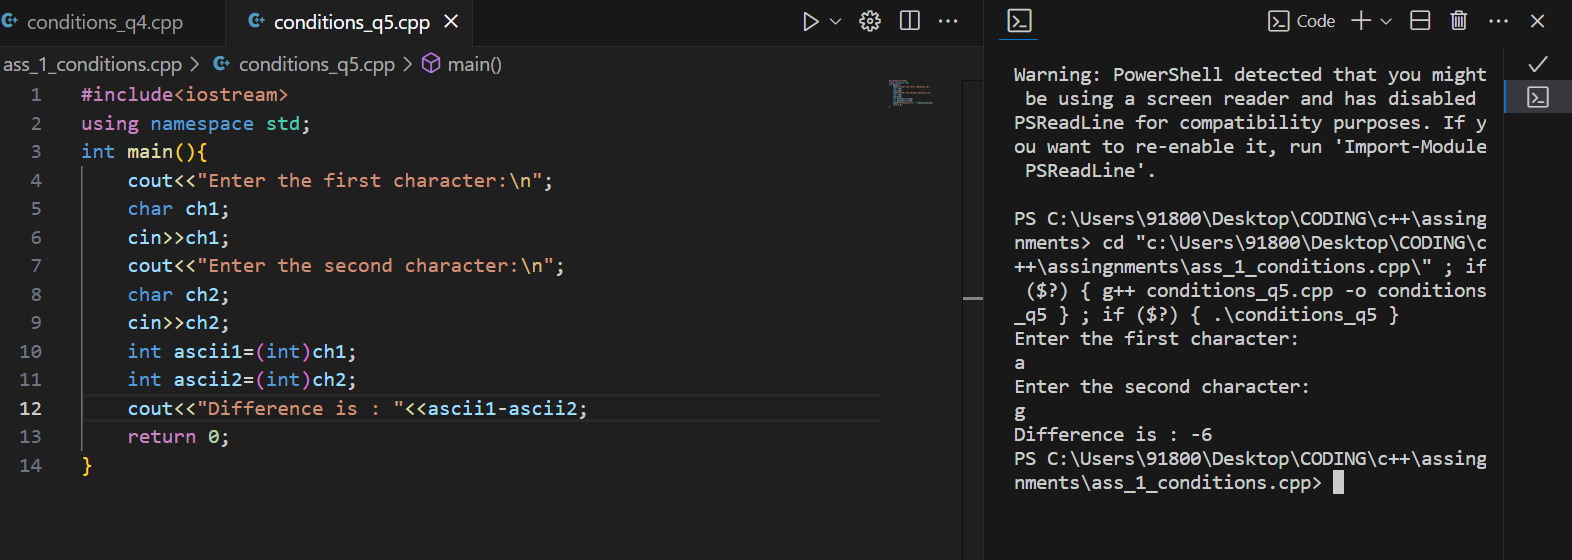 conditions_q4.cpp
conditions_q5.cpp
Code
ass_1_conditions.cpp > conditions_q5.cpp > main()
1 #include<iostream>
2 using namespace std;
3 int main(){
4 cout<<"Enter the first character:\n";
5 char ch1;
6 cin>>ch1;
7 cout<<"Enter the second character:\n";
8 char ch2;
9 cin>>ch2;
10 int ascii1=(int)ch1;
11 int ascii2=(int)ch2;
12 cout<<"Difference is : "<<ascii1-ascii2;
13 return 0;
14 }
Warning: PowerShell detected that you might
be using a screen reader and has disabled
PSReadLine for compatibility purposes. If y
ou want to re-enable it, run 'Import-Module
PSReadLine'.
PS C:\Users\91800\Desktop\CODING\c++\assing
nments> cd "c:\Users\91800\Desktop\CODING\c
++\assingnments\ass_1_conditions.cpp\" ; if
($?) { g++ conditions_q5.cpp -o conditions
_q5 } ; if ($?) { .\conditions_q5 }
Enter the first character:
a
Enter the second character:
g
Difference is : -6
PS C:\Users\91800\Desktop\CODING\c++\assing
nments\ass_1_conditions.cpp>